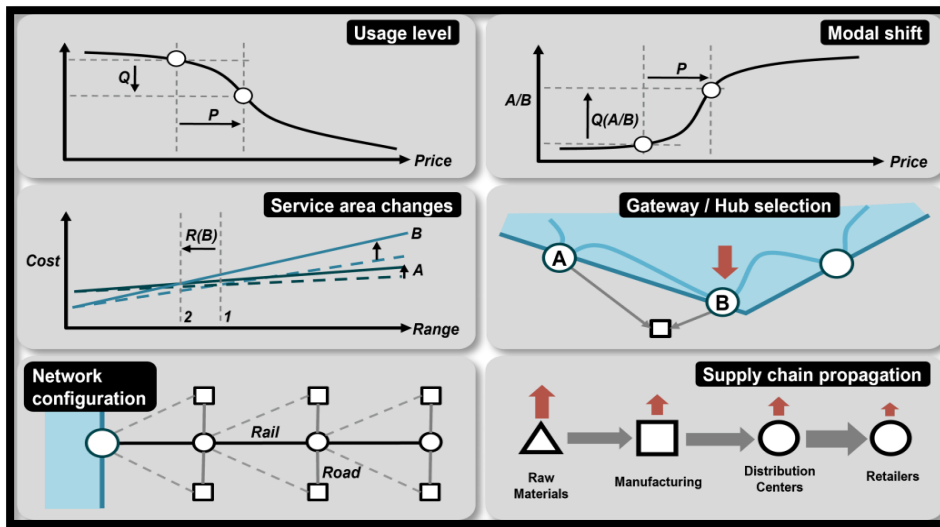 Usage level
Q
P
Price
Modal shift
P
A/B
Q(A/B)
Price
Service area changes
R(B)
B
Cost
A
2
1
Range
Gateway / Hub selection
A
B
Network
configuration
Rail
Road
Supply chain propagation
Raw
Materials
Manufacturing
Distribution
Centers
Retailers